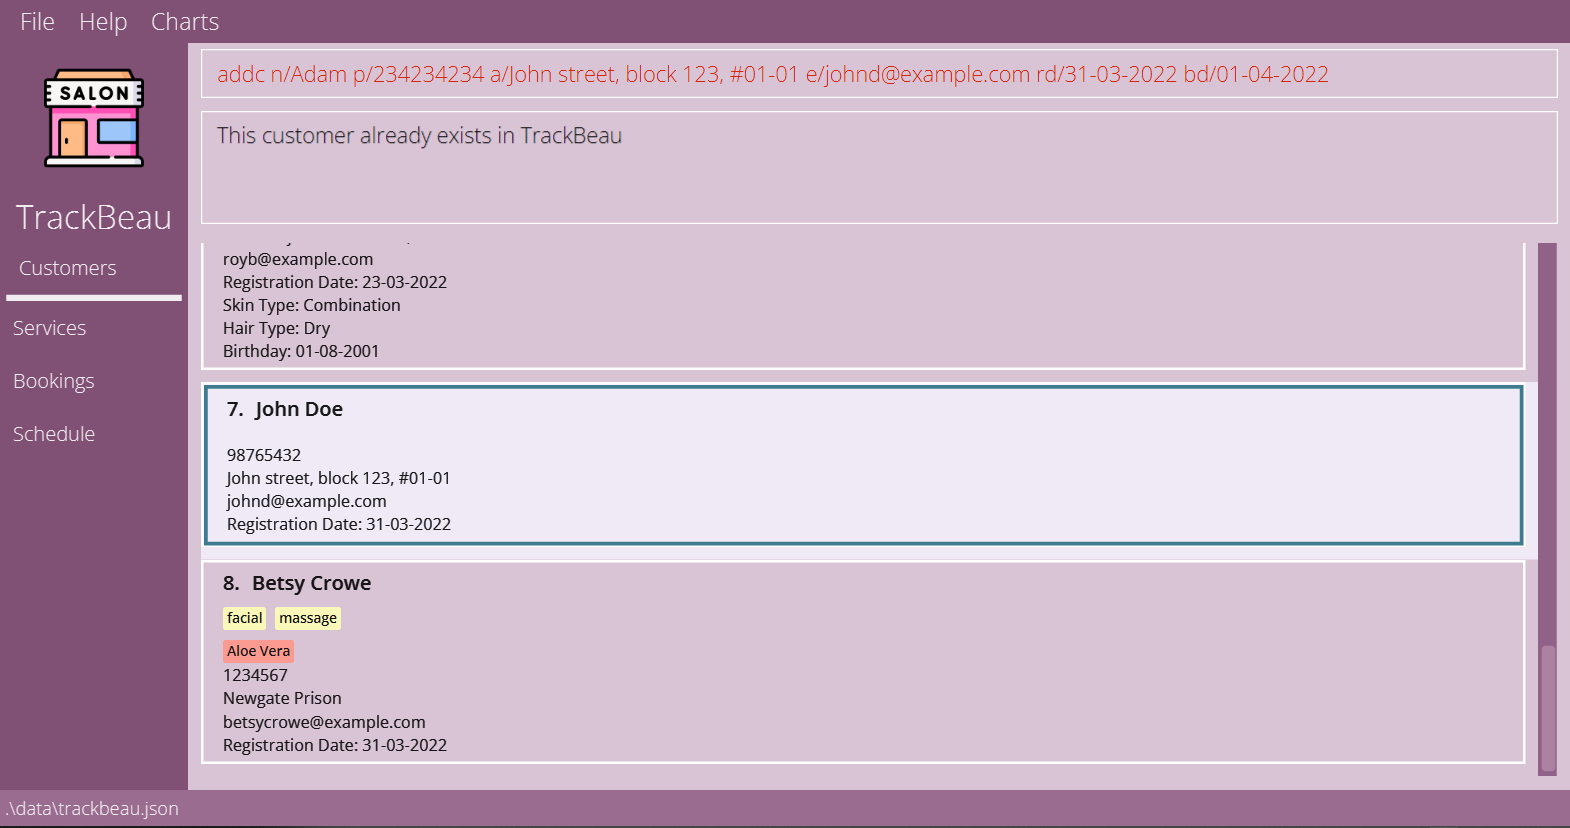 File Help Charts
SALON
TrackBeau
Customers
Services
Bookings
Schedule
addc n/Adam p/234234234 a/John street, block 123, #01-01 e/johnd@example.com rd/31-03-2022 bd/01-04-2022
This customer already exists in TrackBeau
royb@example.com
Registration Date: 23-03-2022
Skin Type: Combination
Hair Type: Dry
Birthday: 01-08-2001
7. John Doe
98765432
John street, block 123, #01-01
johnd@example.com
Registration Date: 31-03-2022
8. Betsy Crowe
facial massage
Aloe Vera
1234567
Newgate Prison
betsycrowe@example.com
Registration Date: 31-03-2022
.\data\trackbeau.json